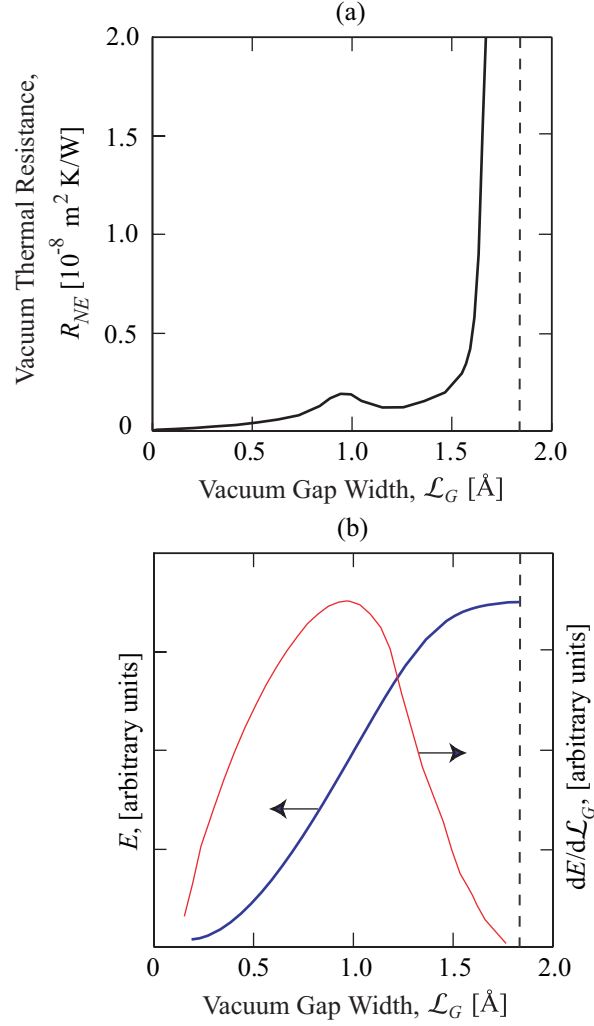 (a)
Vacuum Thermal Resistance,
R_NE [10^-8 m^2 K/W]
2.0
1.5
1.0
0.5
0
0 0.5 1.0 1.5 2.0
Vacuum Gap Width, ℒ_G [Å]
(b)
E, [arbitrary units]
dE/dℒ_G, [arbitrary units]
0 0.5 1.0 1.5 2.0
Vacuum Gap Width, ℒ_G [Å]